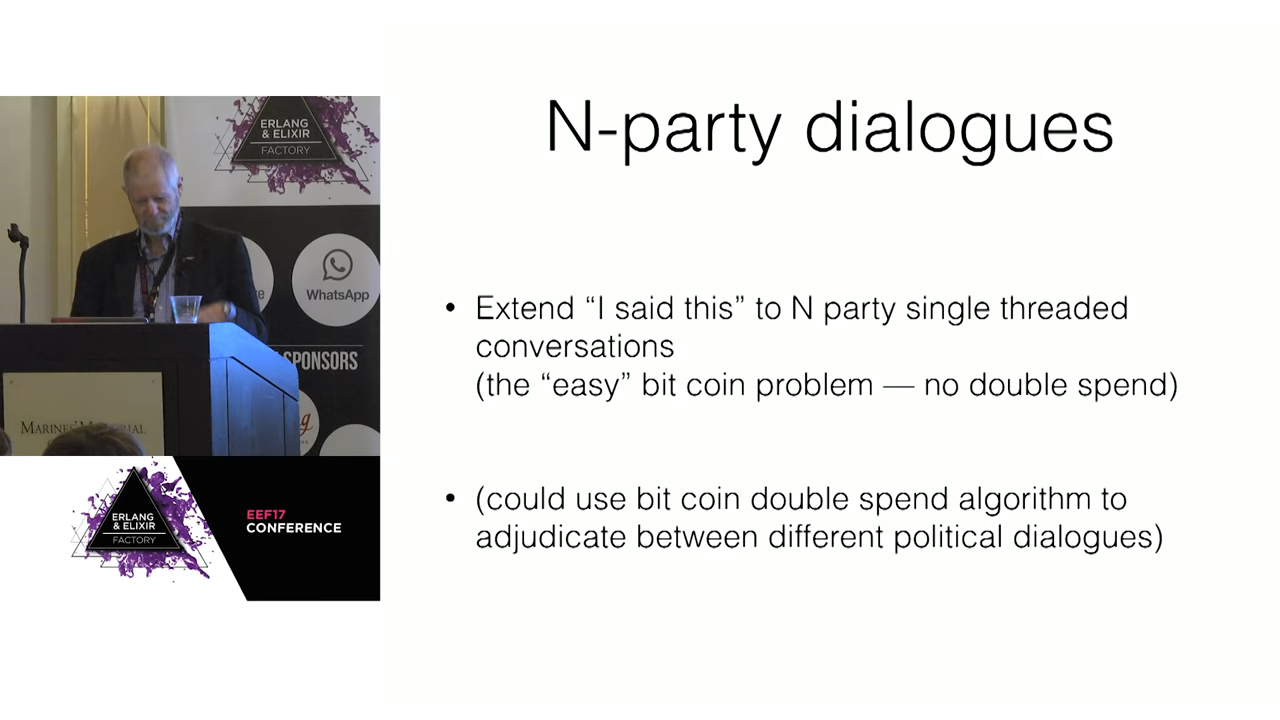 N-party dialogues
• Extend “I said this” to N party single threaded
conversations
(the “easy” bit coin problem — no double spend)
• (could use bit coin double spend algorithm to
adjudicate between different political dialogues)
ERLANG
& ELIXIR
FACTORY
WhatsApp
SPONSORS
MARINES'
ERLANG
& ELIXIR
FACTORY
EEF17
CONFERENCE